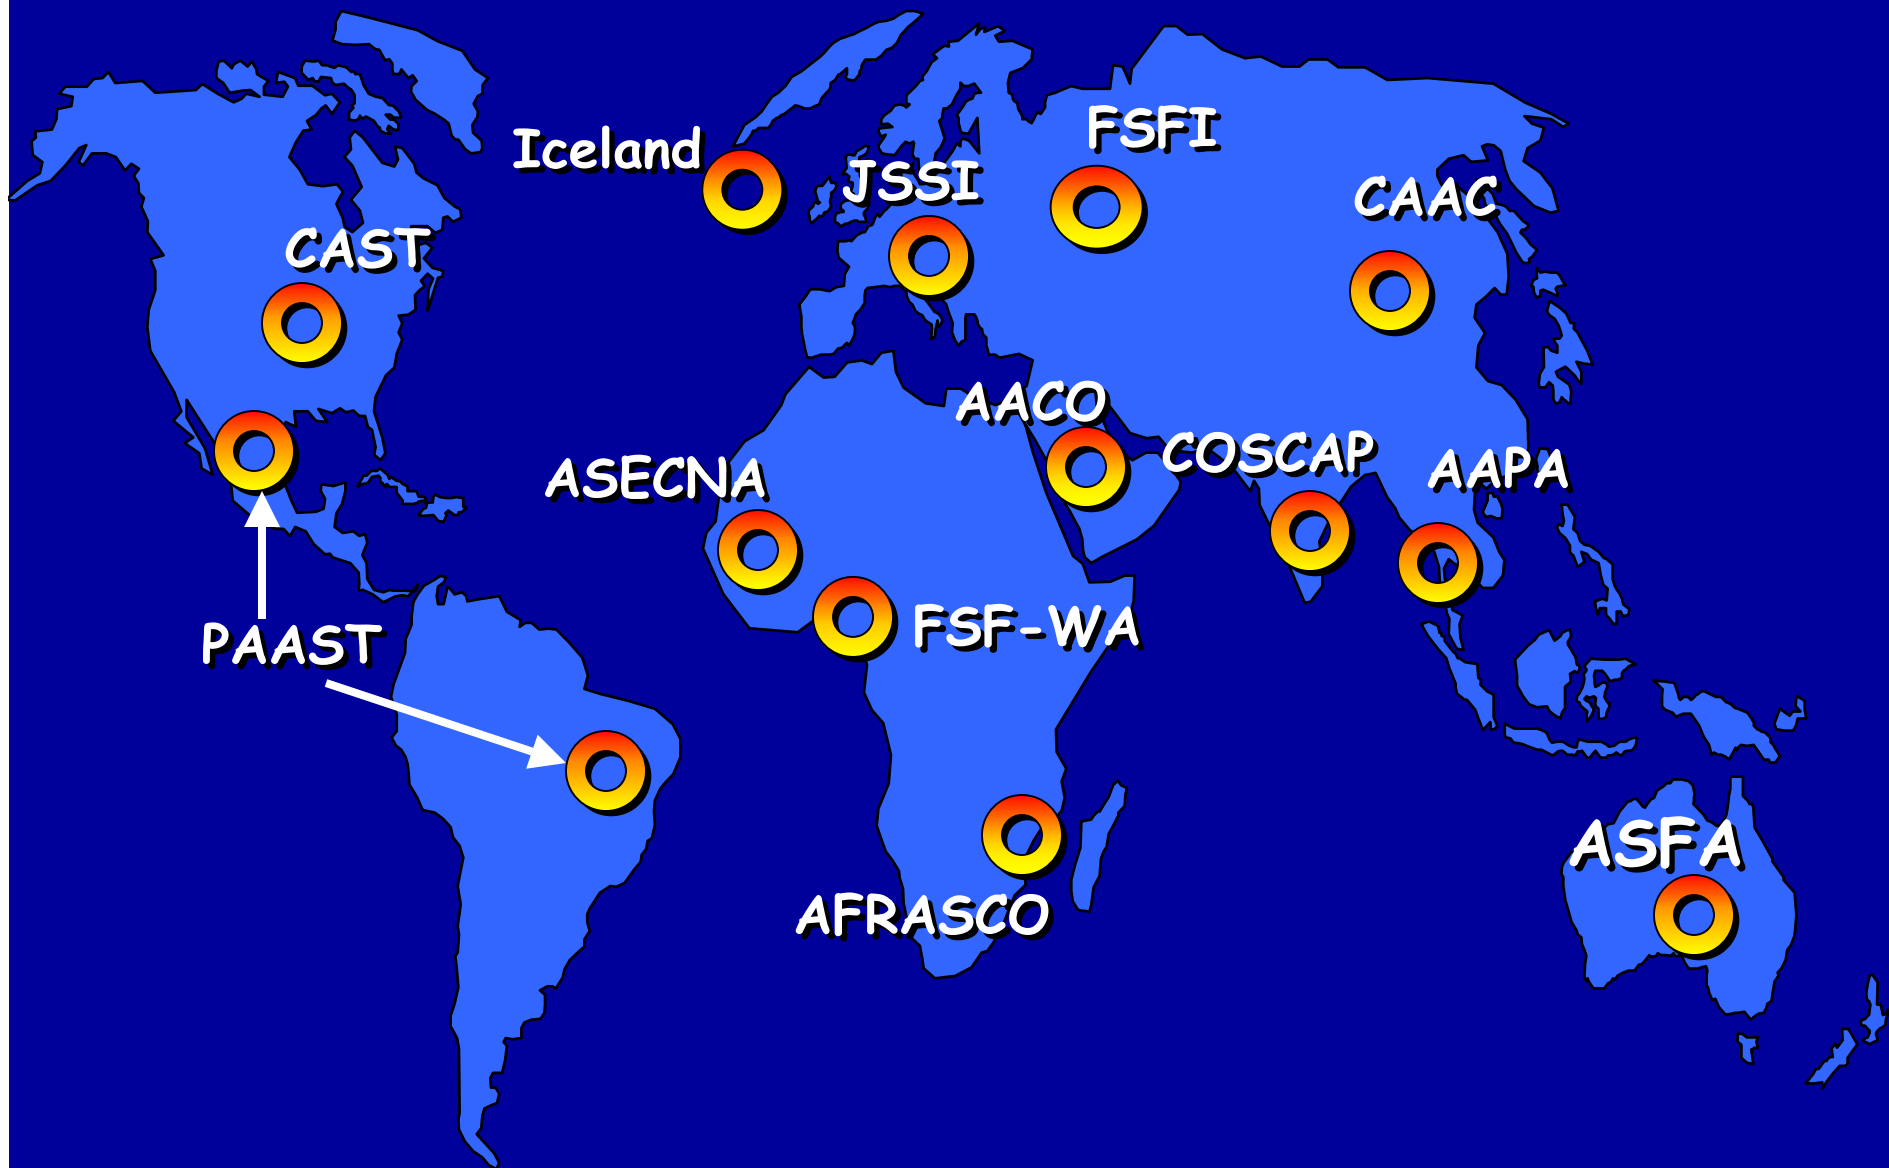 FSFI
Iceland
JSSI
CAAC
CAST
AACO
COSCAP
AAPA
ASECNA
FSF-WA
PAAST
ASFA
AFRASCO